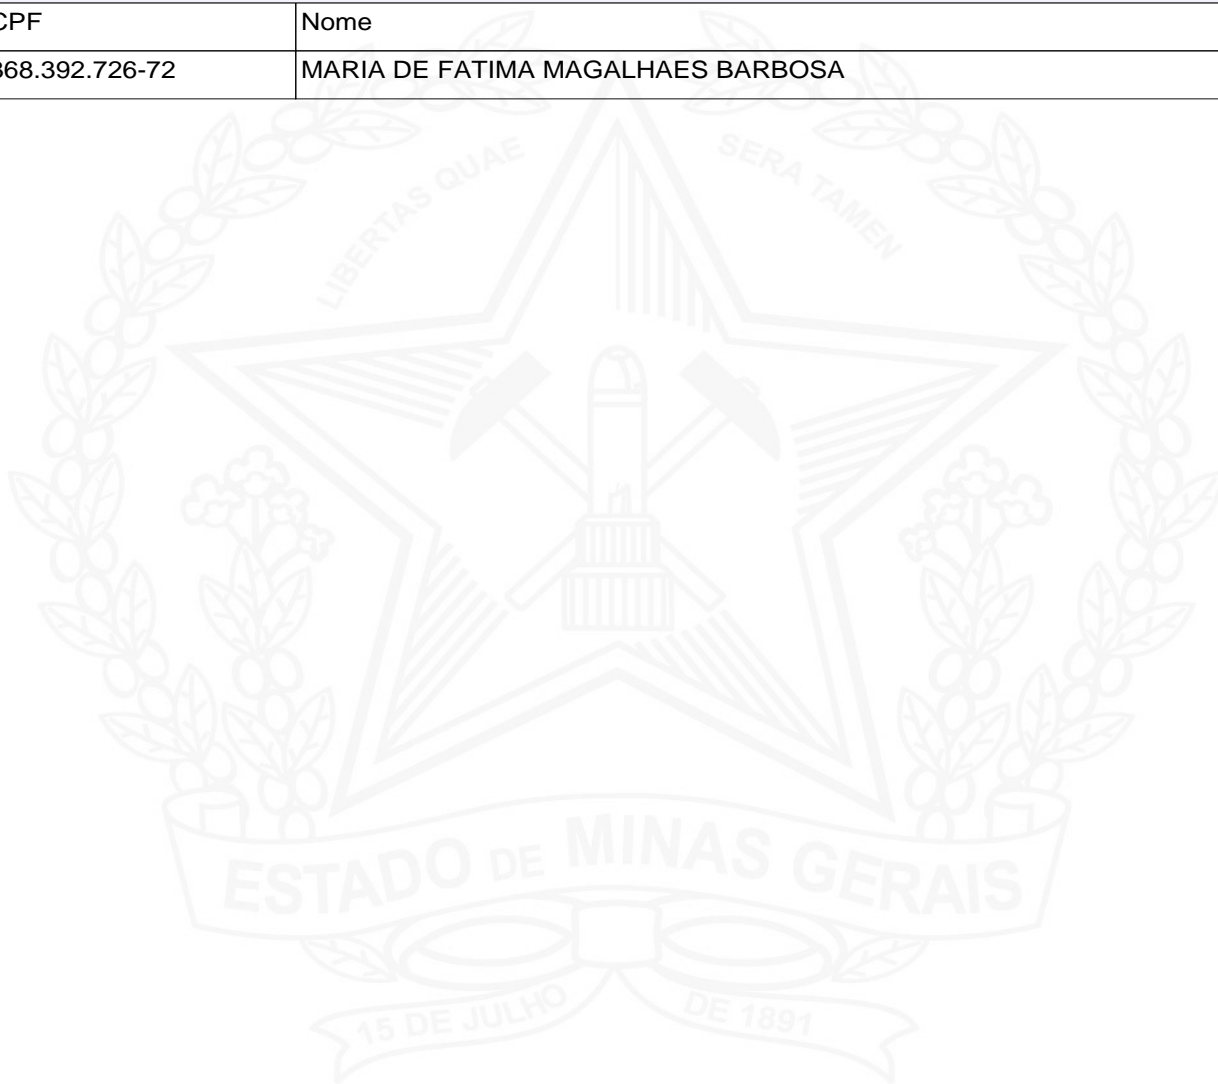 CPF Nome
868.392.726-72 MARIA DE FATIMA MAGALHAES BARBOSA
LIBERTAS QUAE SERA TAMEN
ESTADO DE MINAS GERAIS
15 DE JULHO DE 1891